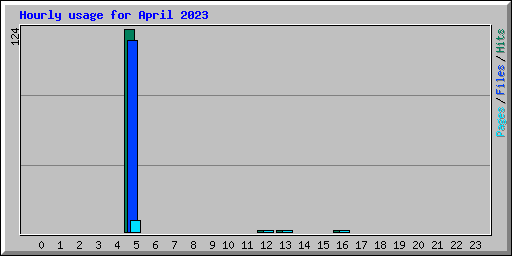 Hourly usage for April 2023
124
Pages/Files/Hits
0 1 2 3 4 5 6 7 8 9 10 11 12 13 14 15 16 17 18 19 20 21 22 23